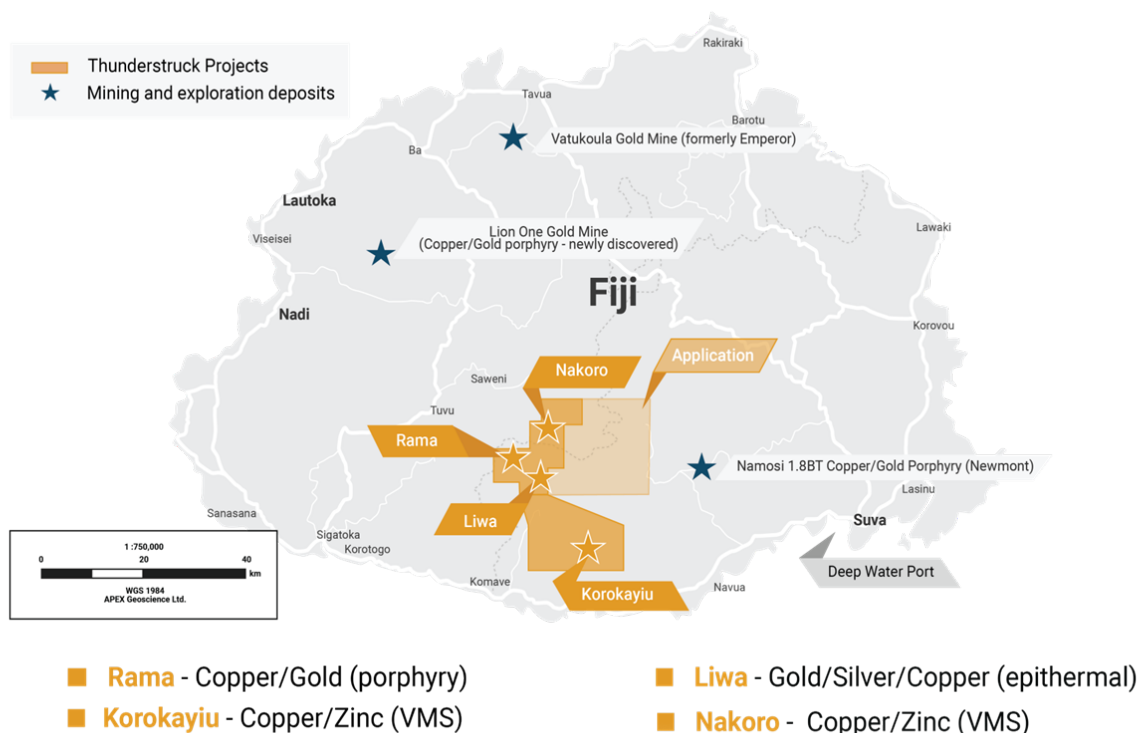 Thunderstruck Projects
Mining and exploration deposits
Rakiraki
Tavua
Barotu
Vatukoula Gold Mine (formerly Emperor)
Ba
Lautoka
Lion One Gold Mine
(Copper/Gold porphyry - newly discovered)
Viseisei
Lawaki
Fiji
Nadi
Korovou
Application
Nakoro
Saweni
Tuvu
Rama
Namosi 1.8BT Copper/Gold Porphyry (Newmont)
Lasinu
Sanasana
Liwa
Suva
Sigatoka
Korotogo
1 :750,000
0 20 40
km
WGS 1984
APEX Geoscience Ltd.
Komave
Deep Water Port
Navua
Korokayiu
Rama - Copper/Gold (porphyry)
Liwa - Gold/Silver/Copper (epithermal)
Korokayiu - Copper/Zinc (VMS)
Nakoro - Copper/Zinc (VMS)